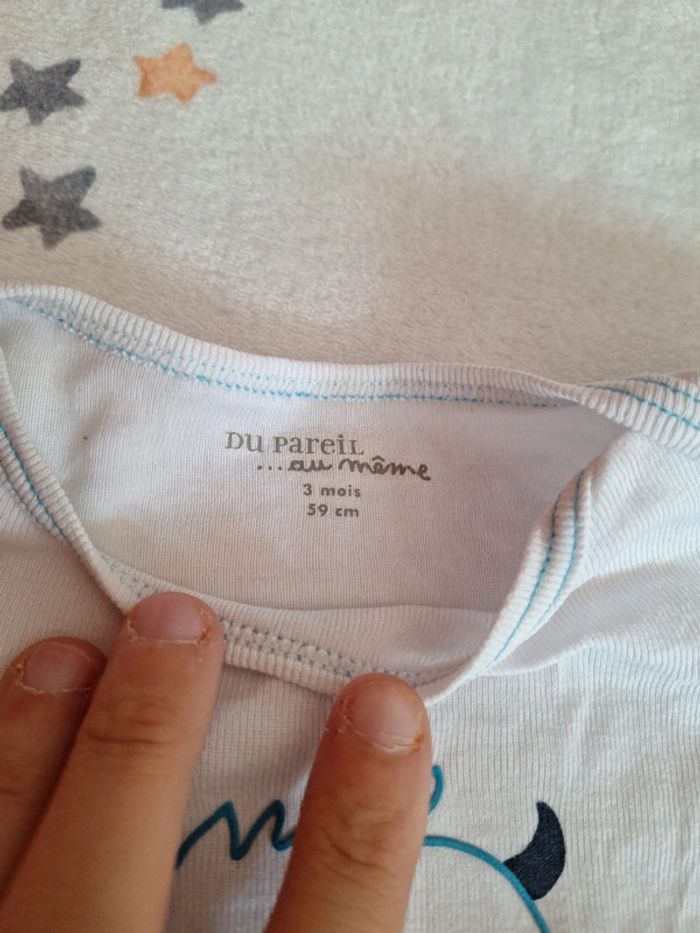 DU PAREIL
...au même
3 mois
59 cm